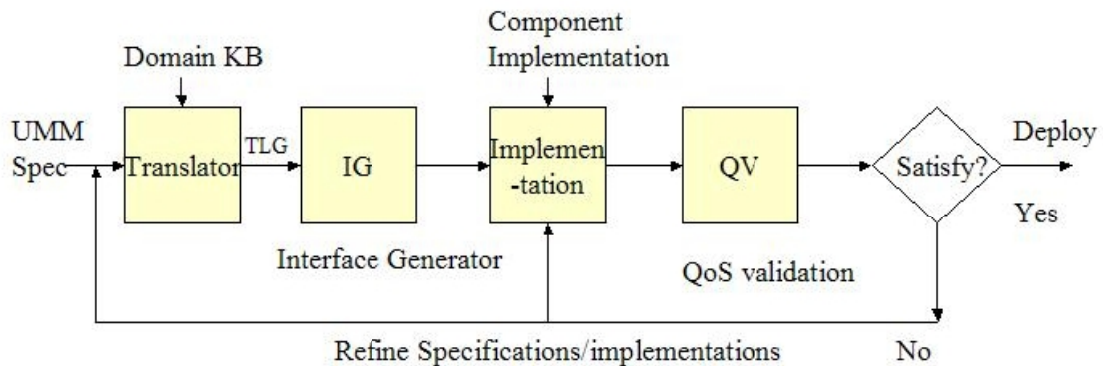 Component
Implementation
Domain KB
UMM
Spec
Translator
TLG
IG
Implemen
-tation
QV
Satisfy?
Deploy
Yes
Interface Generator
QoS validation
Refine Specifications/implementations
No